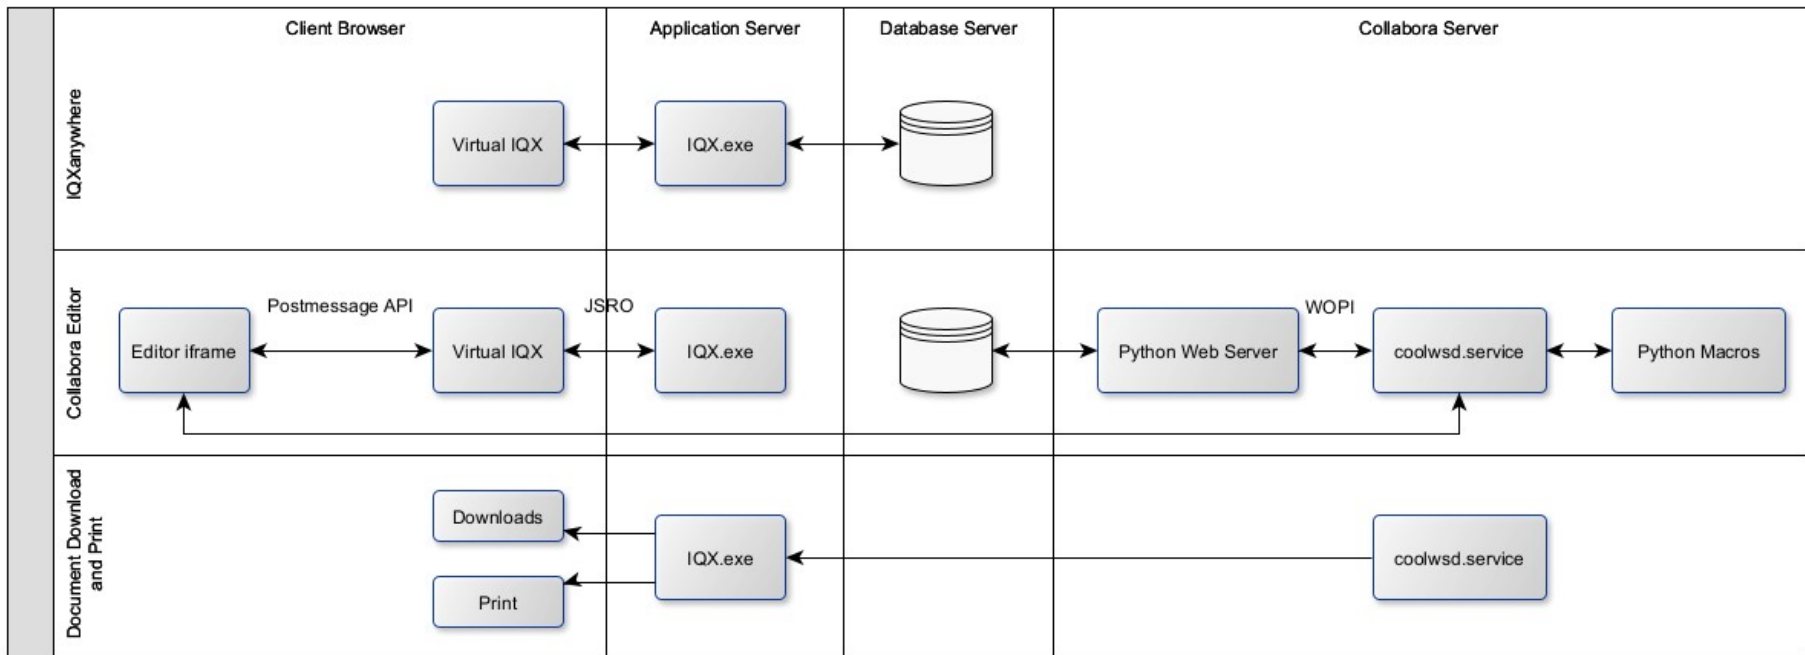 Client Browser
Application Server
Database Server
Collabora Server
IQXanywhere
Virtual IQX
IQX.exe
Collabora Editor
Postmessage API
JSRO
WOPI
Editor iframe
Virtual IQX
IQX.exe
Python Web Server
coolwsd.service
Python Macros
Document Download
and Print
Downloads
IQX.exe
coolwsd.service
Print